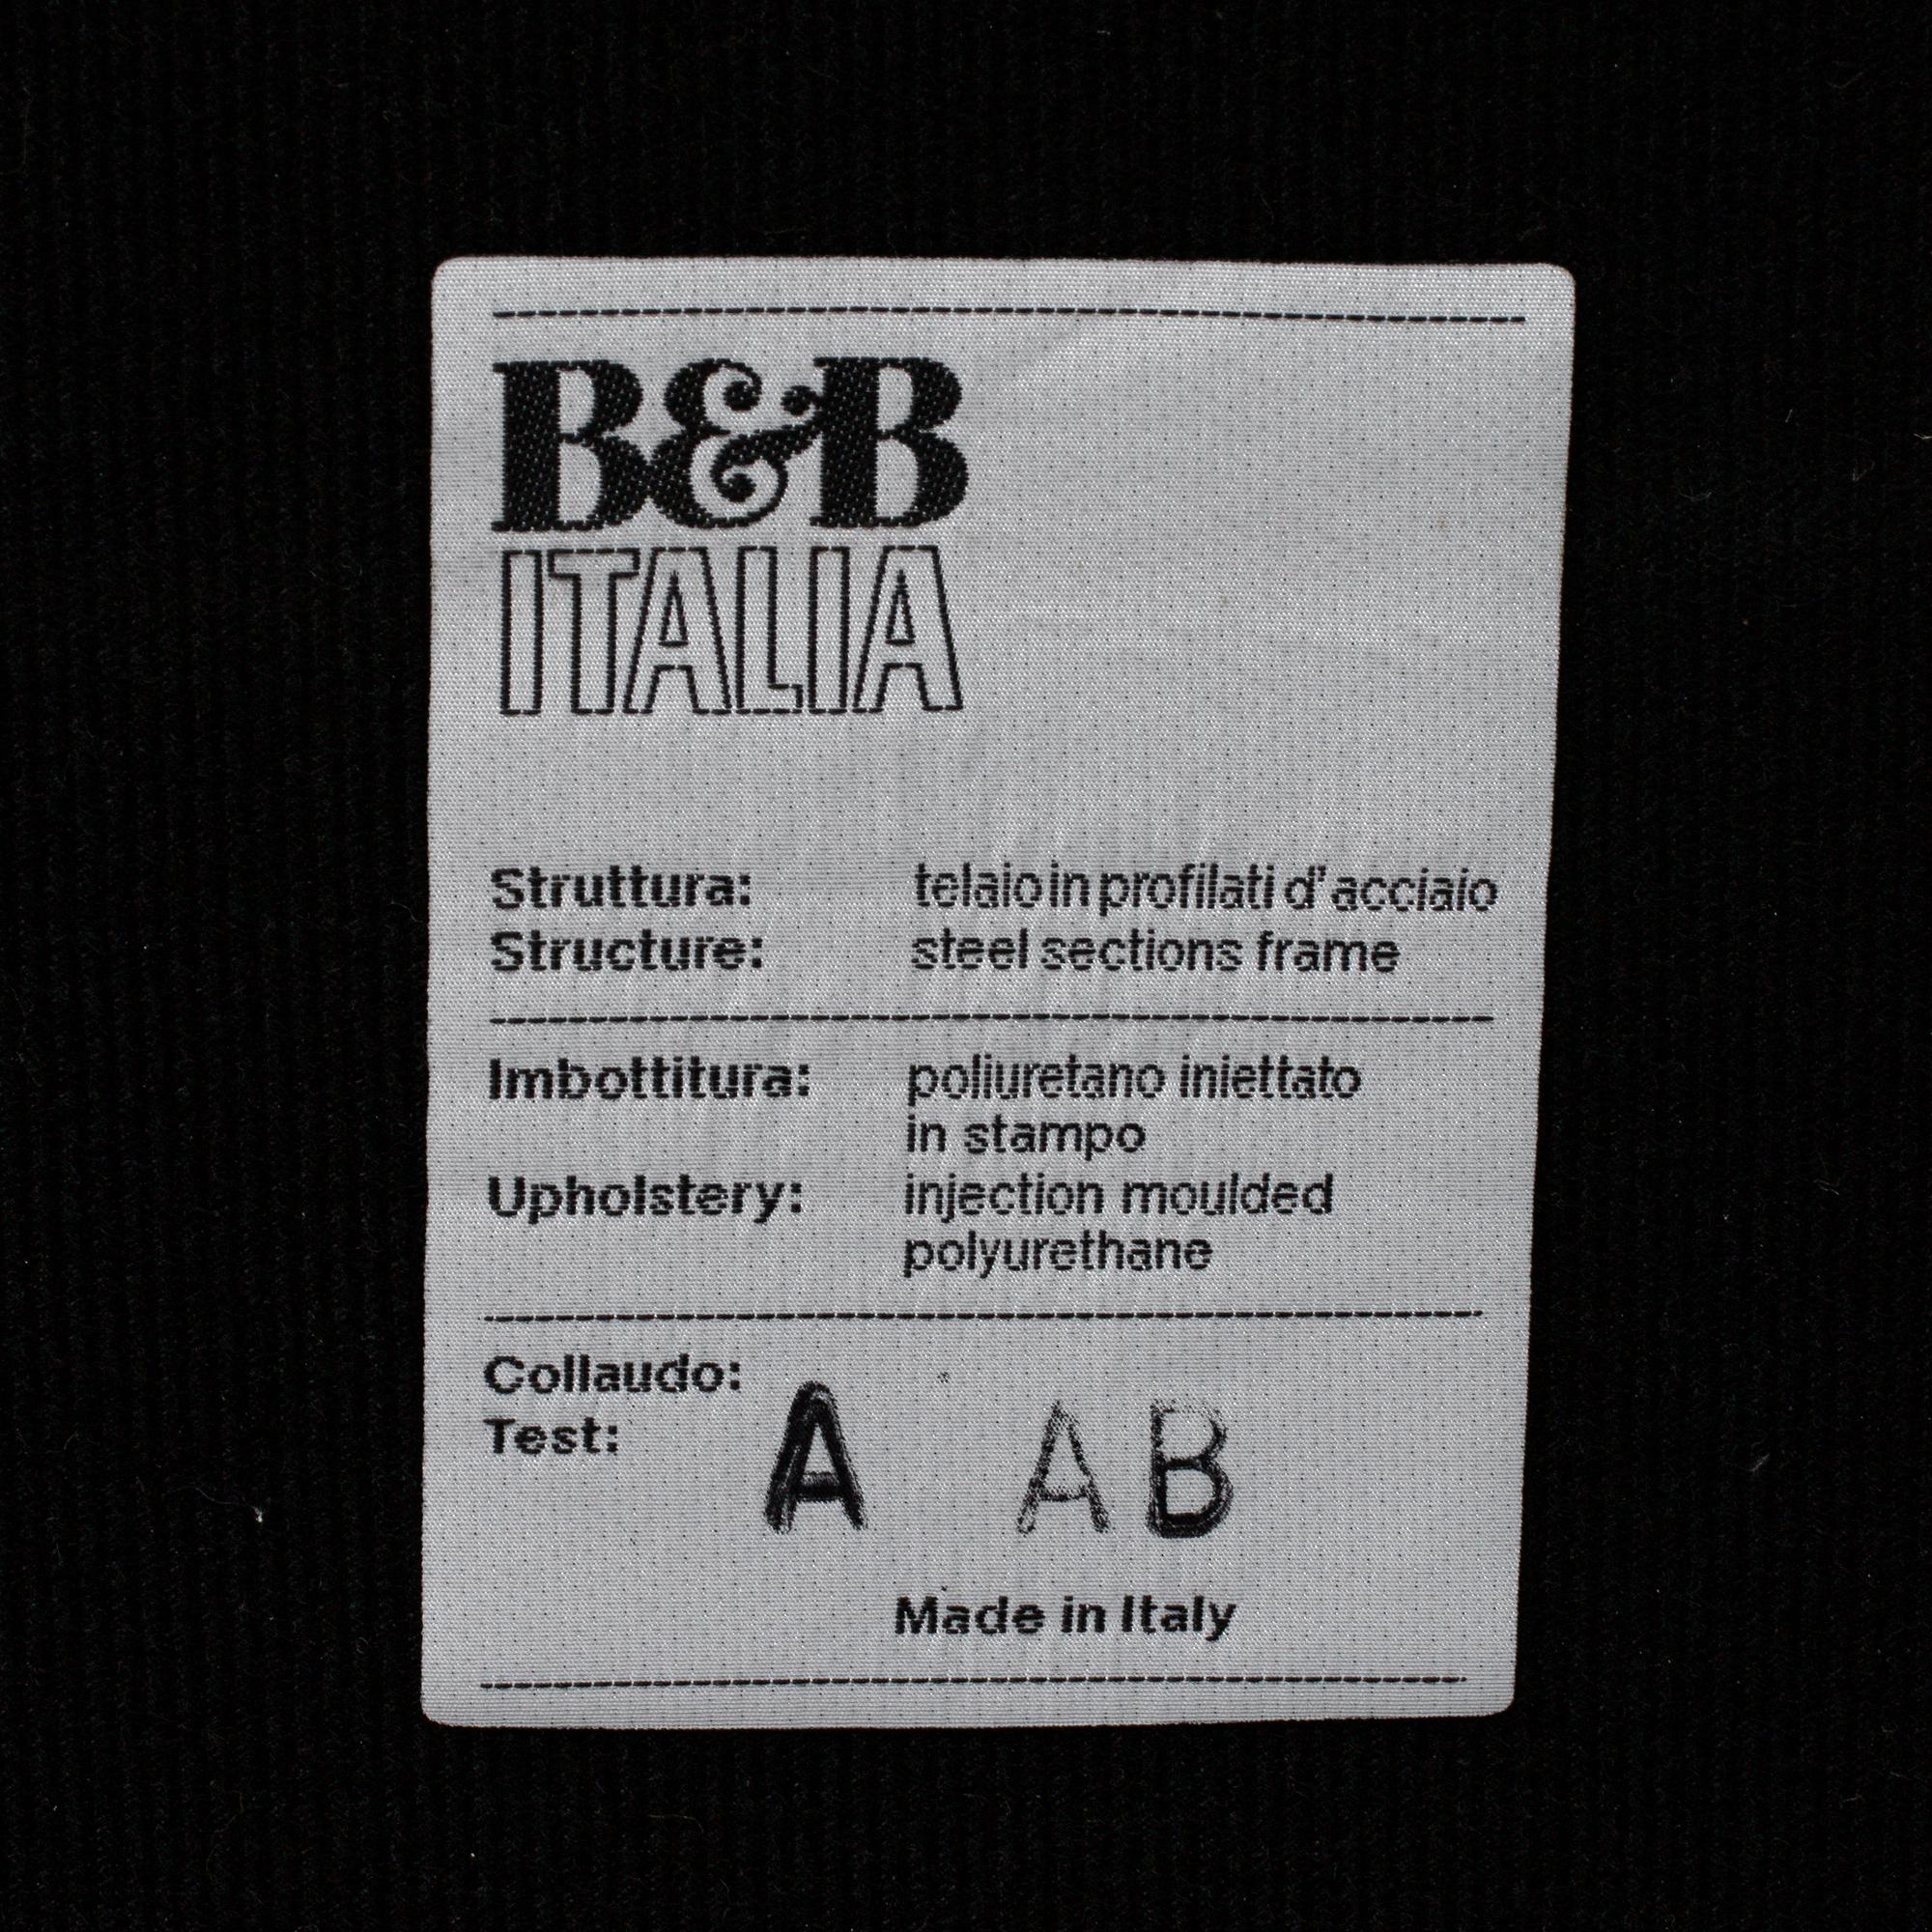 B&B
ITALIA
Struttura: telaio in profilati d'acciaio
Structure: steel sections frame
Imbottitura: poliuretano iniettato
in stampo
Upholstery: injection moulded
polyurethane
Collaudo:
Test: A AB
Made in Italy